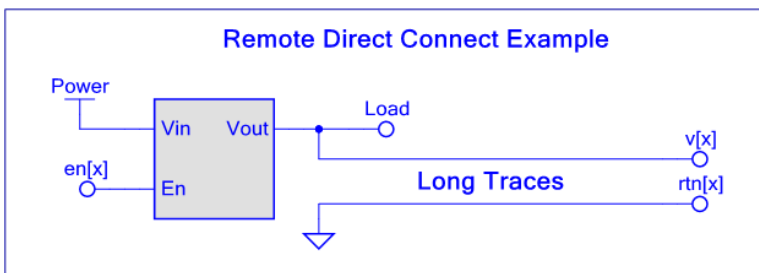 Remote Direct Connect Example
Power
Vin
Vout
Load
en[x]
En
v[x]
Long Traces
rtn[x]